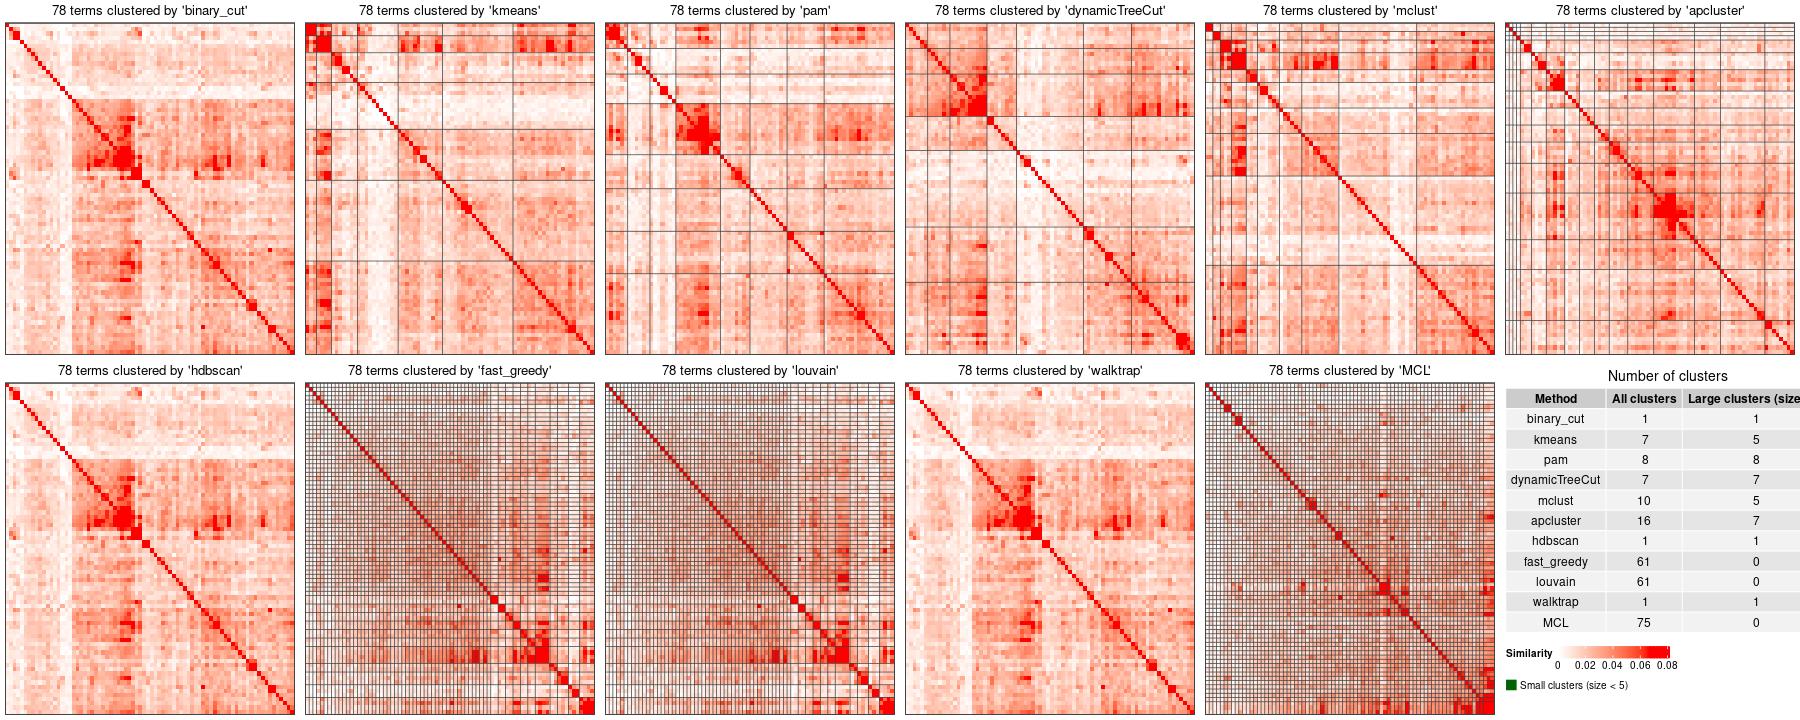 78 terms clustered by 'binary_cut'
78 terms clustered by 'kmeans'
78 terms clustered by 'pam'
78 terms clustered by 'dynamicTreeCut'
78 terms clustered by 'mclust'
78 terms clustered by 'apcluster'
78 terms clustered by 'hdbscan'
78 terms clustered by 'fast_greedy'
78 terms clustered by 'louvain'
78 terms clustered by 'walktrap'
78 terms clustered by 'MCL'
Number of clusters
Method All clusters Large clusters (size
binary_cut 1 1
kmeans 7 5
pam 8 8
dynamicTreeCut 7 7
mclust 10 5
apcluster 16 7
hdbscan 1 1
fast_greedy 61 0
louvain 61 0
walktrap 1 1
MCL 75 0
Similarity
0 0.02 0.04 0.06 0.08
Small clusters (size < 5)